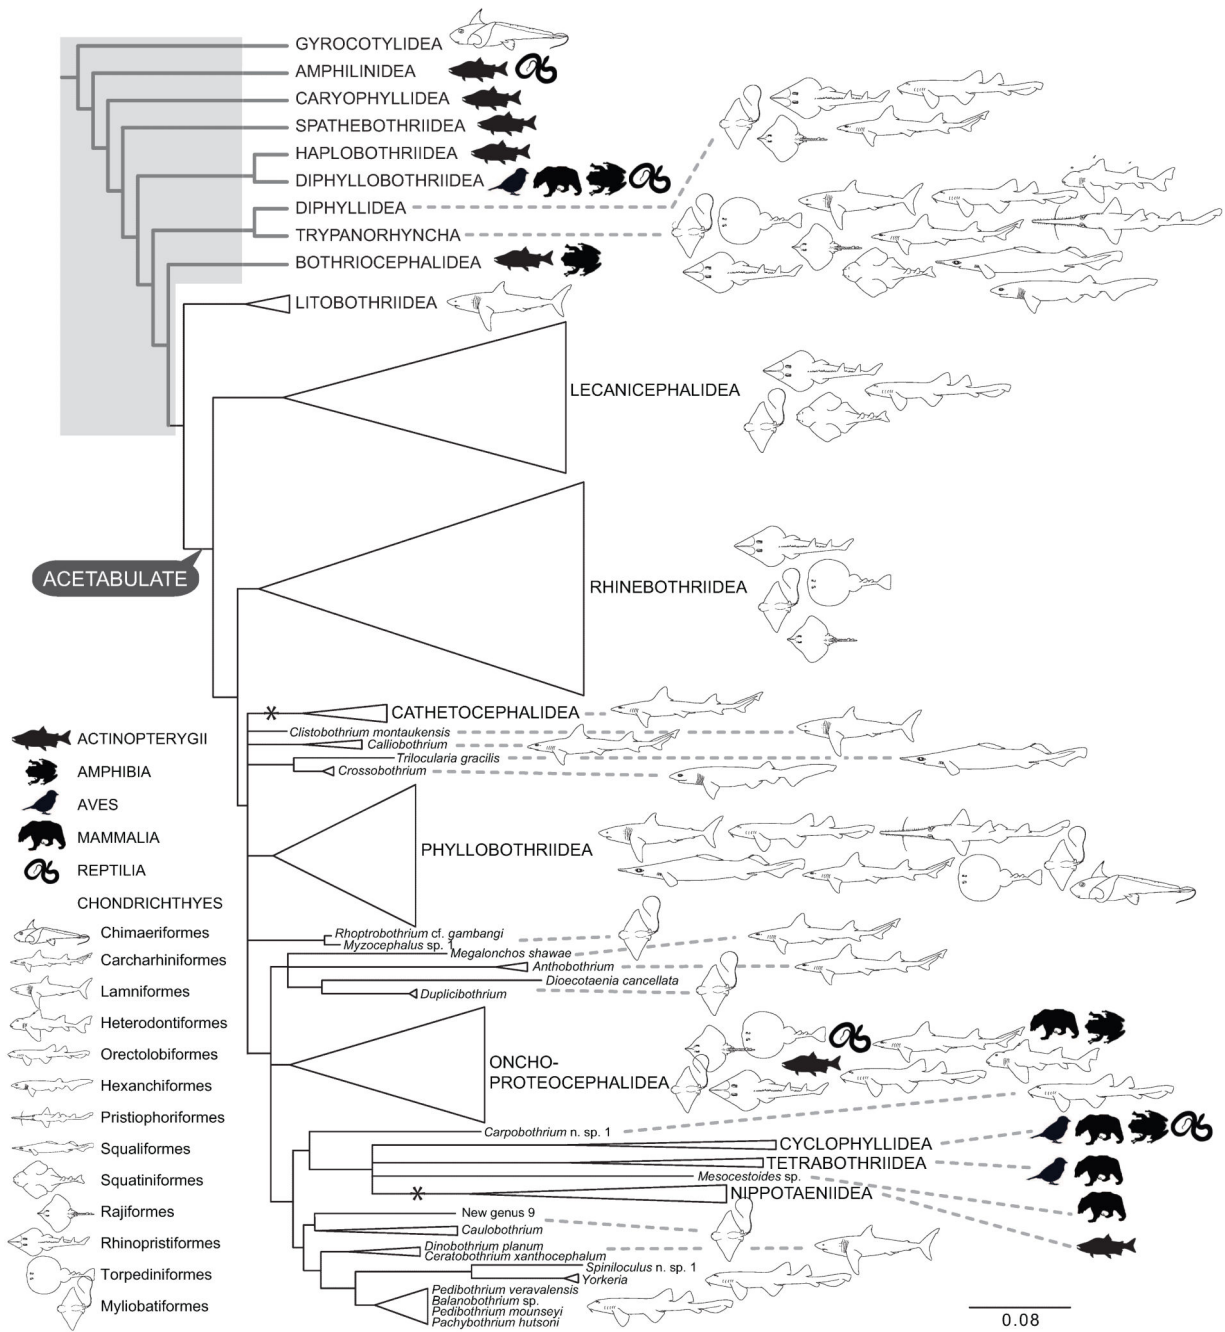 GYROCOTYLIDEA
AMPHILINIDEA
CARYOPHYLLIDEA
SPATHEBOTHRIIDEA
HAPLOBOTHRIIDEA
DIPHYLLOBOTHRIIDEA
DIPHYLLIDEA
TRYPANORHYNCHA
BOTHRIOCEPHALIDEA
LITOBOTHRIIDEA
LECANICEPHALIDEA
ACETABULATE
RHINEBOTHRIIDEA
CATHETOCEPHALIDEA
Clistobothrium montaukensis
Calliobothrium
Trilocularia gracilis
Crossobothrium
PHYLLOBOTHRIIDEA
Rhoptrobothrium cf. gambangi
Myzocephalus sp. 1
Megalonchos shawae
Anthobothrium
Dioecotaenia cancellata
Duplicibothrium
ONCHO-
PROTEOCEPHALIDEA
Carpobothrium n. sp. 1
CYCLOPHYLLIDEA
TETRABOTHRIIDEA
Mesocestoides sp.
NIPPOTAENIIDEA
New genus 9
Caulobothrium
Dinobothrium planum
Ceratobothrium xanthocephalum
Spiniloculus n. sp. 1
Yorkeria
Pedibothrium veravalensis
Balanobothrium sp.
Pedibothrium mounseyi
Pachybothrium hutsoni
ACTINOPTERYGII
AMPHIBIA
AVES
MAMMALIA
REPTILIA
CHONDRICHTHYES
Chimaeriformes
Carcharhiniformes
Lamniformes
Heterodontiformes
Orectolobiformes
Hexanchiformes
Pristiophoriformes
Squaliformes
Squatiniformes
Rajiformes
Rhinopristiformes
Torpediniformes
Myliobatiformes
0.08